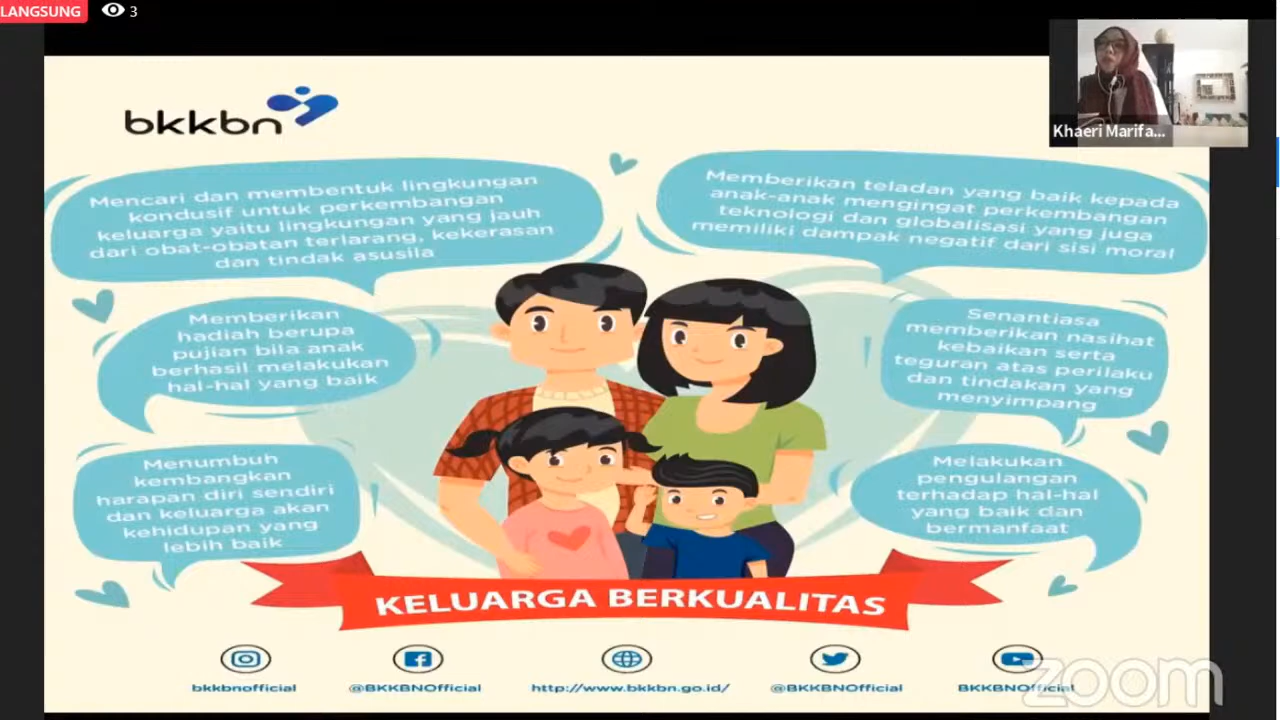 LANGSUNG
3
Khaeri Marifa...
bkkbn
Mencari dan membentuk lingkungan
kondusif untuk perkembangan
keluarga yaitu lingkungan yang jauh
dari obat-obatan terlarang, kekerasan
dan tindak asusila
Memberikan teladan yang baik kepada
anak-anak mengingat perkembangan
teknologi dan globalisasi yang juga
memiliki dampak negatif dari sisi moral
Memberikan
hadiah berupa
pujian bila anak
berhasil melakukan
hal-hal yang baik
Senantiasa
memberikan nasihat
kebaikan serta
teguran atas perilaku
dan tindakan yang
menyimpang
Menumbuh
kembangkan
harapan diri sendiri
dan keluarga akan
kehidupan yang
lebih baik
Melakukan
pengulangan
terhadap hal-hal
yang baik dan
bermanfaat
KELUARGA BERKUALITAS
bkkbnofficial
@BKKBNOfficial
http://www.bkkbn.go.id/
@BKKBNOfficial
BKKBNOfficial
zoom